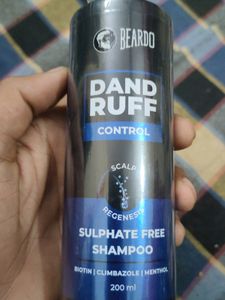 BEARDO
DAND
RUFF
CONTROL
SCALP
REGENESIS
SULPHATE FREE
SHAMPOO
BIOTIN | CLIMBAZOLE | MENTHOL
200 ml